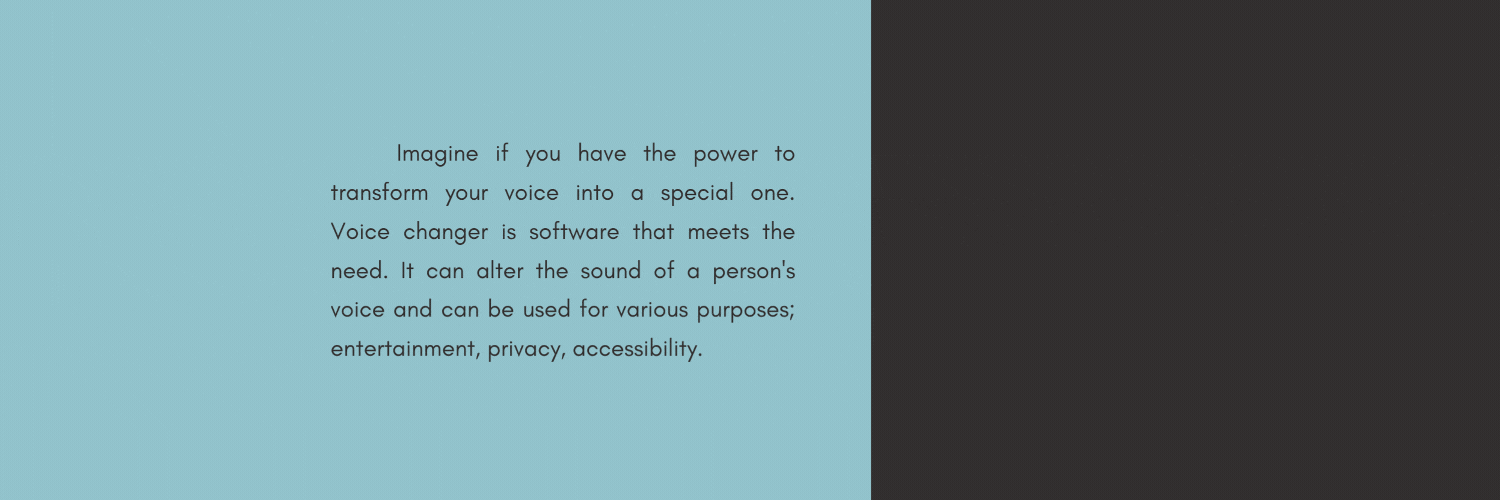 Imagine if you have the power to
transform your voice into a special one.
Voice changer is software that meets the
need. It can alter the sound of a person's
voice and can be used for various purposes;
entertainment, privacy, accessibility.